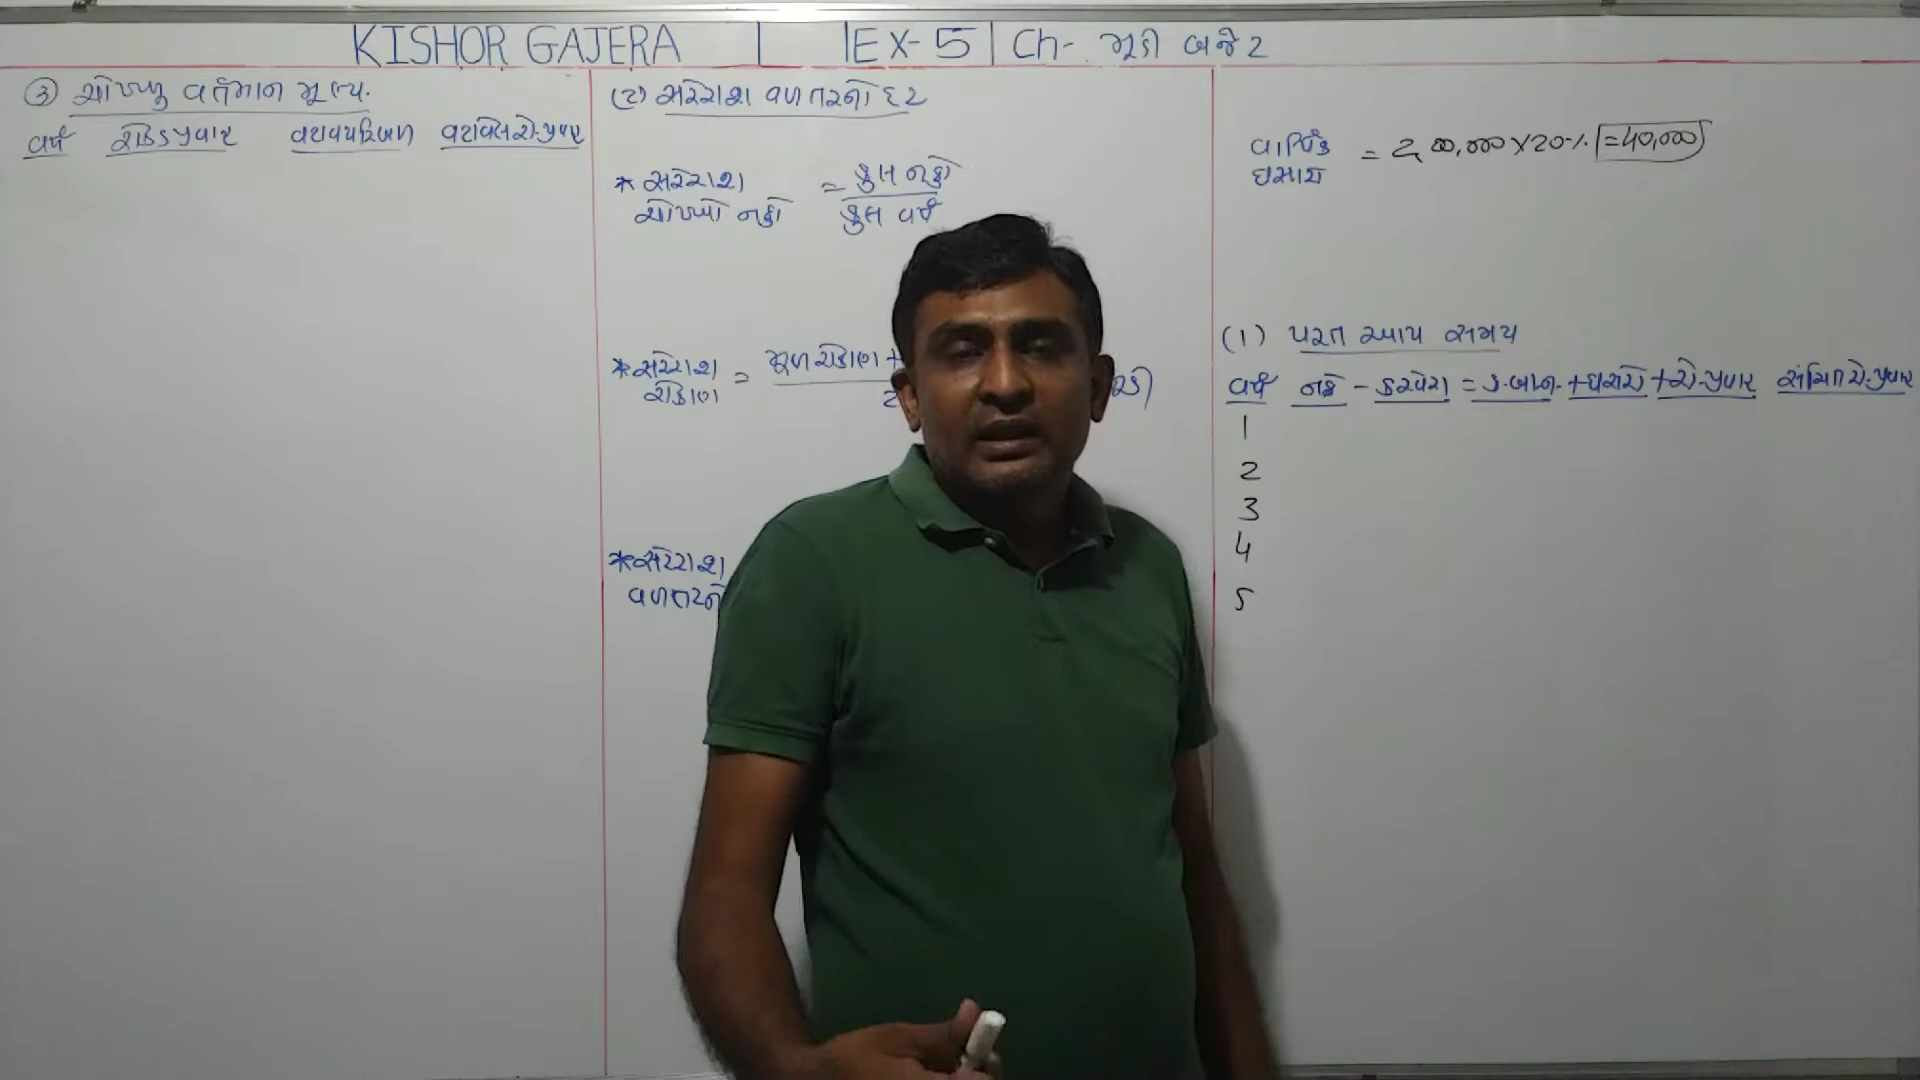 KISHOR GAJERA | EX-5 | Ch- મૂડી બજેટ
③ ચોખ્ખુ વર્તમાન મૂલ્ય.
વર્ષ રોકડપ્રવાહ વટાવપરિબળ વટાવેલ રો.પ્રવાહ
(૨) સરેરાશ વળતરનો દર
* સરેરાશ ચોખ્ખો નફો = કુલ નફો / કુલ વર્ષ
* સરેરાશ રોકાણ = મૂળ રોકાણ + 2
* સરેરાશ
વળતરનો
વાર્ષિક ઘસારો = 2,00,000 × 20% = 40,000
(1) પરત આપ સમય
વર્ષ નફો - કરવેરા = ક.બાદન. + ઘસારો + રો.પ્રવાહ સંચિત રો.પ્રવાહ
1
2
3
4
5